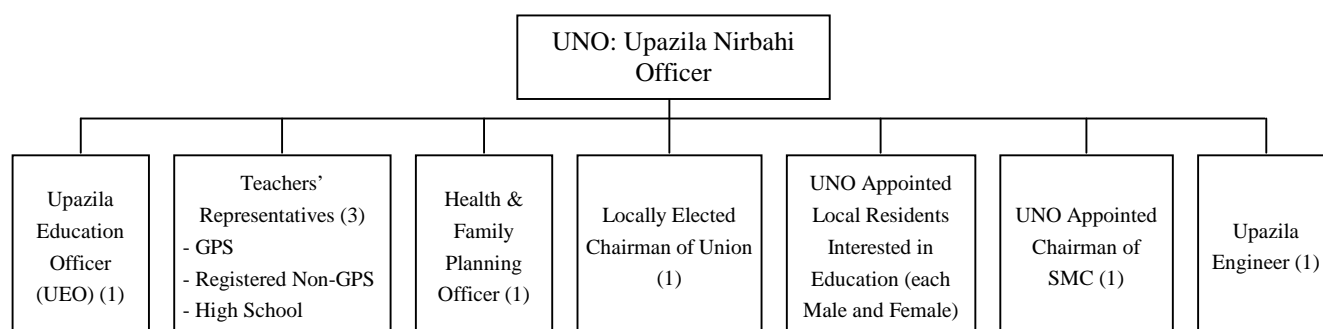 UNO: Upazila Nirbahi
Officer
Upazila
Education
Officer
(UEO) (1)
Teachers’
Representatives (3)
- GPS
- Registered Non-GPS
- High School
Health &
Family
Planning
Officer (1)
Locally Elected
Chairman of Union
(1)
UNO Appointed
Local Residents
Interested in
Education (each
Male and Female)
UNO Appointed
Chairman of
SMC (1)
Upazila
Engineer (1)